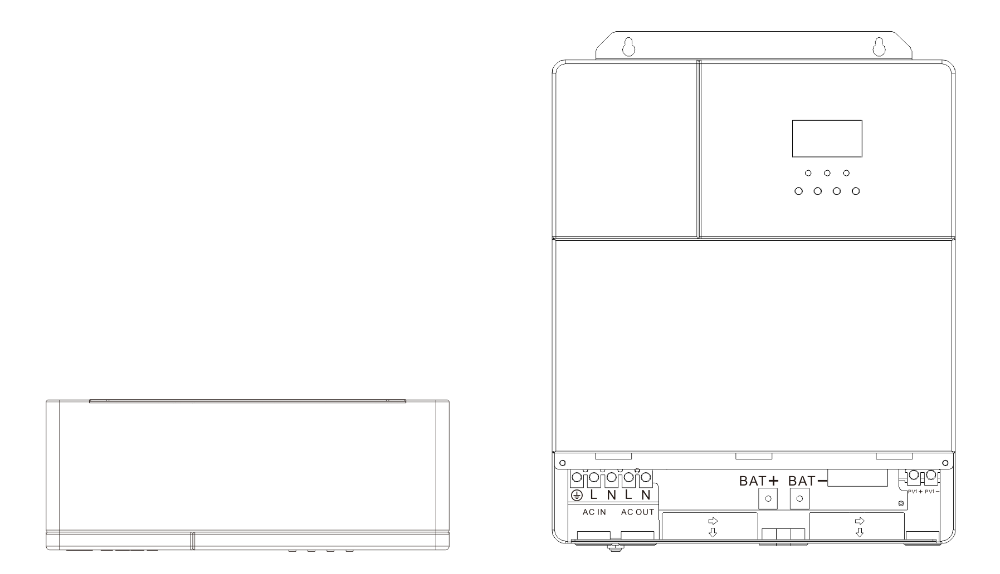 BAT+ BAT−
PV1+ PV1−
⏚ L N L N
AC IN AC OUT